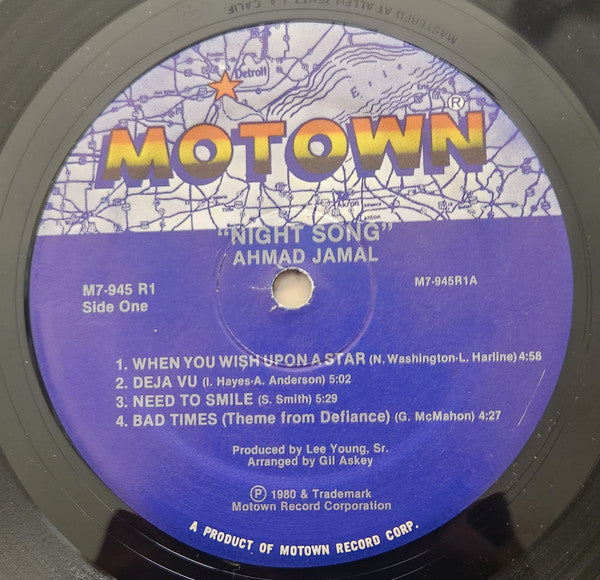 MASTERED AT ALLEN ZENTZ L.A. CALIF.
Detroit
Erie
MOTOWN®
Akron
Canton
"NIGHT SONG"
AHMAD JAMAL
M7-945 R1
Side One
M7-945R1A
1. WHEN YOU WISH UPON A STAR (N. Washington-L. Harline) 4:58
2. DEJA VU (I. Hayes-A. Anderson) 5:02
3. NEED TO SMILE (S. Smith) 5:29
4. BAD TIMES (Theme from Defiance) (G. McMahon) 4:27
Produced by Lee Young, Sr.
Arranged by Gil Askey
Ⓟ 1980 & Trademark
Motown Record Corporation
A PRODUCT OF MOTOWN RECORD CORP.